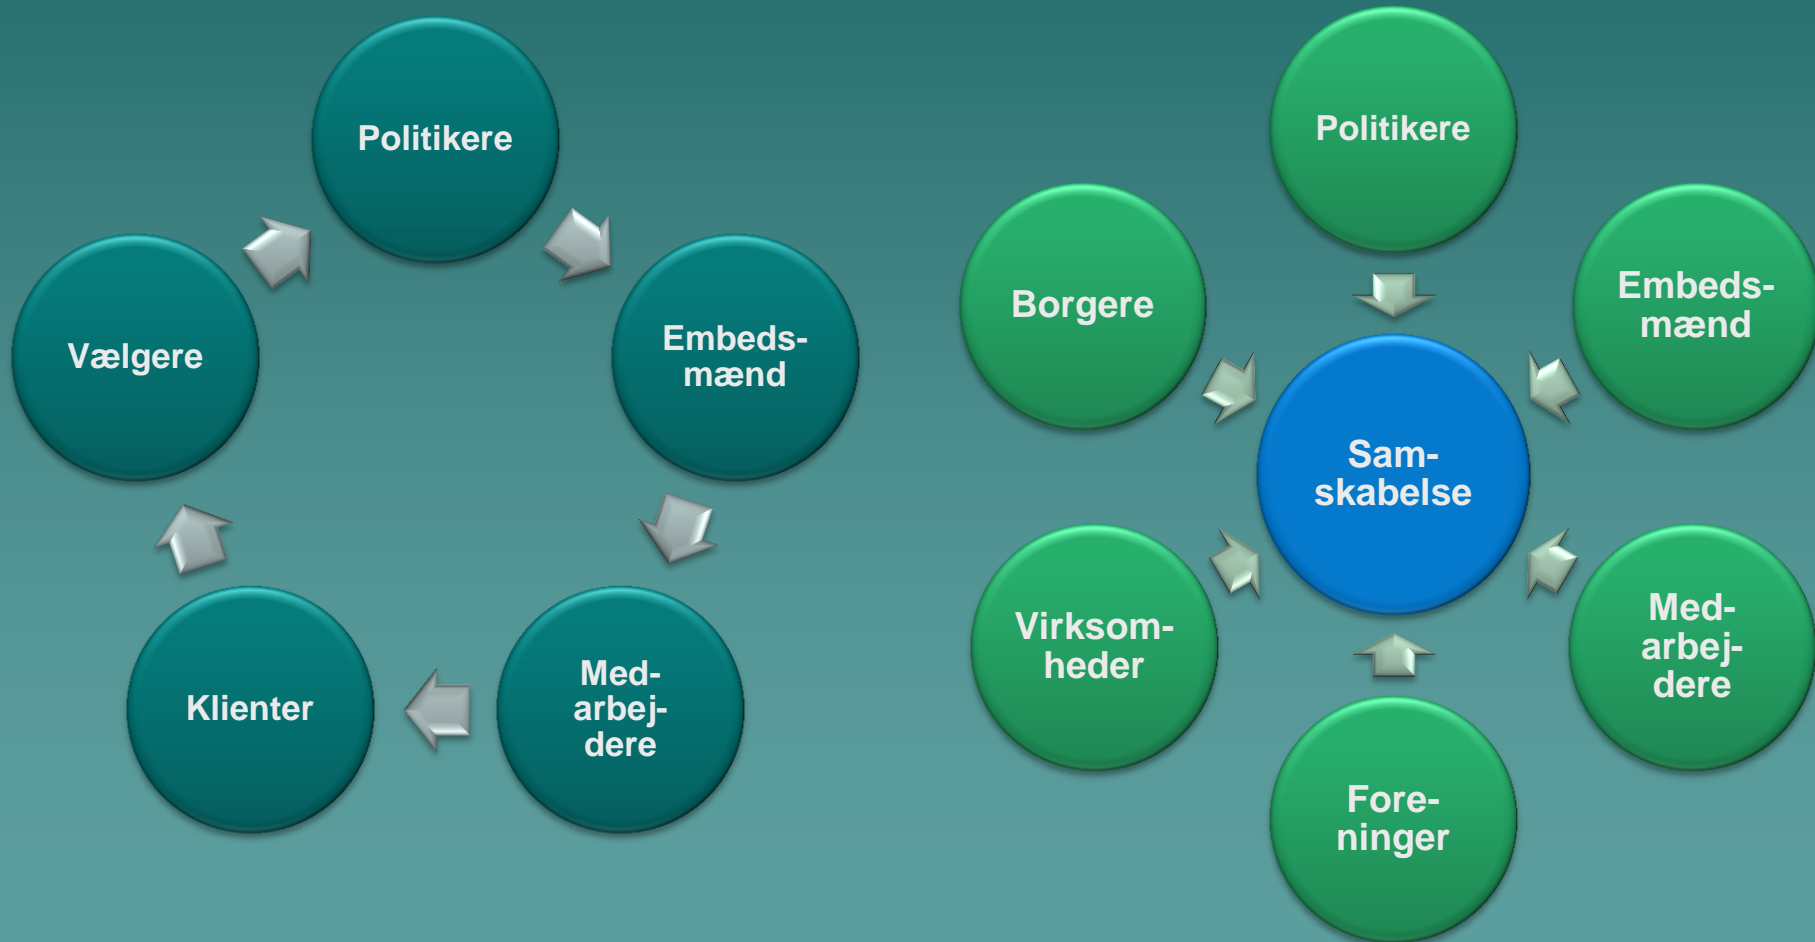 Politikere
Embeds-
mænd
Med-
arbej-
dere
Klienter
Vælgere
Politikere
Embeds-
mænd
Med-
arbej-
dere
Fore-
ninger
Virksom-
heder
Borgere
Sam-
skabelse